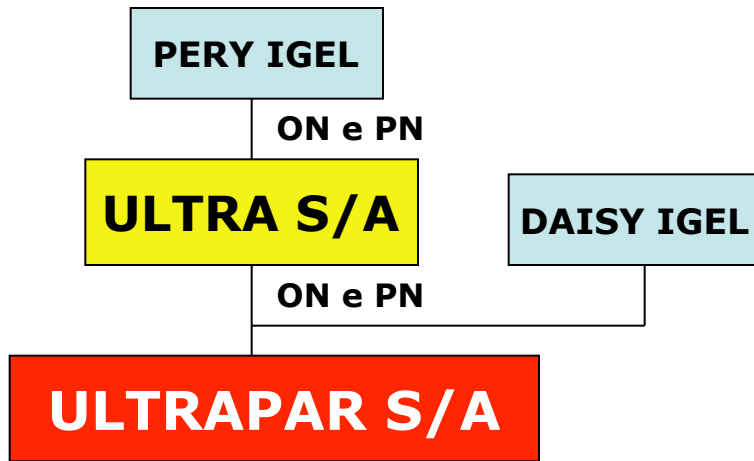 PERY IGEL
ON e PN
ULTRA S/A
DAISY IGEL
ON e PN
ULTRAPAR S/A